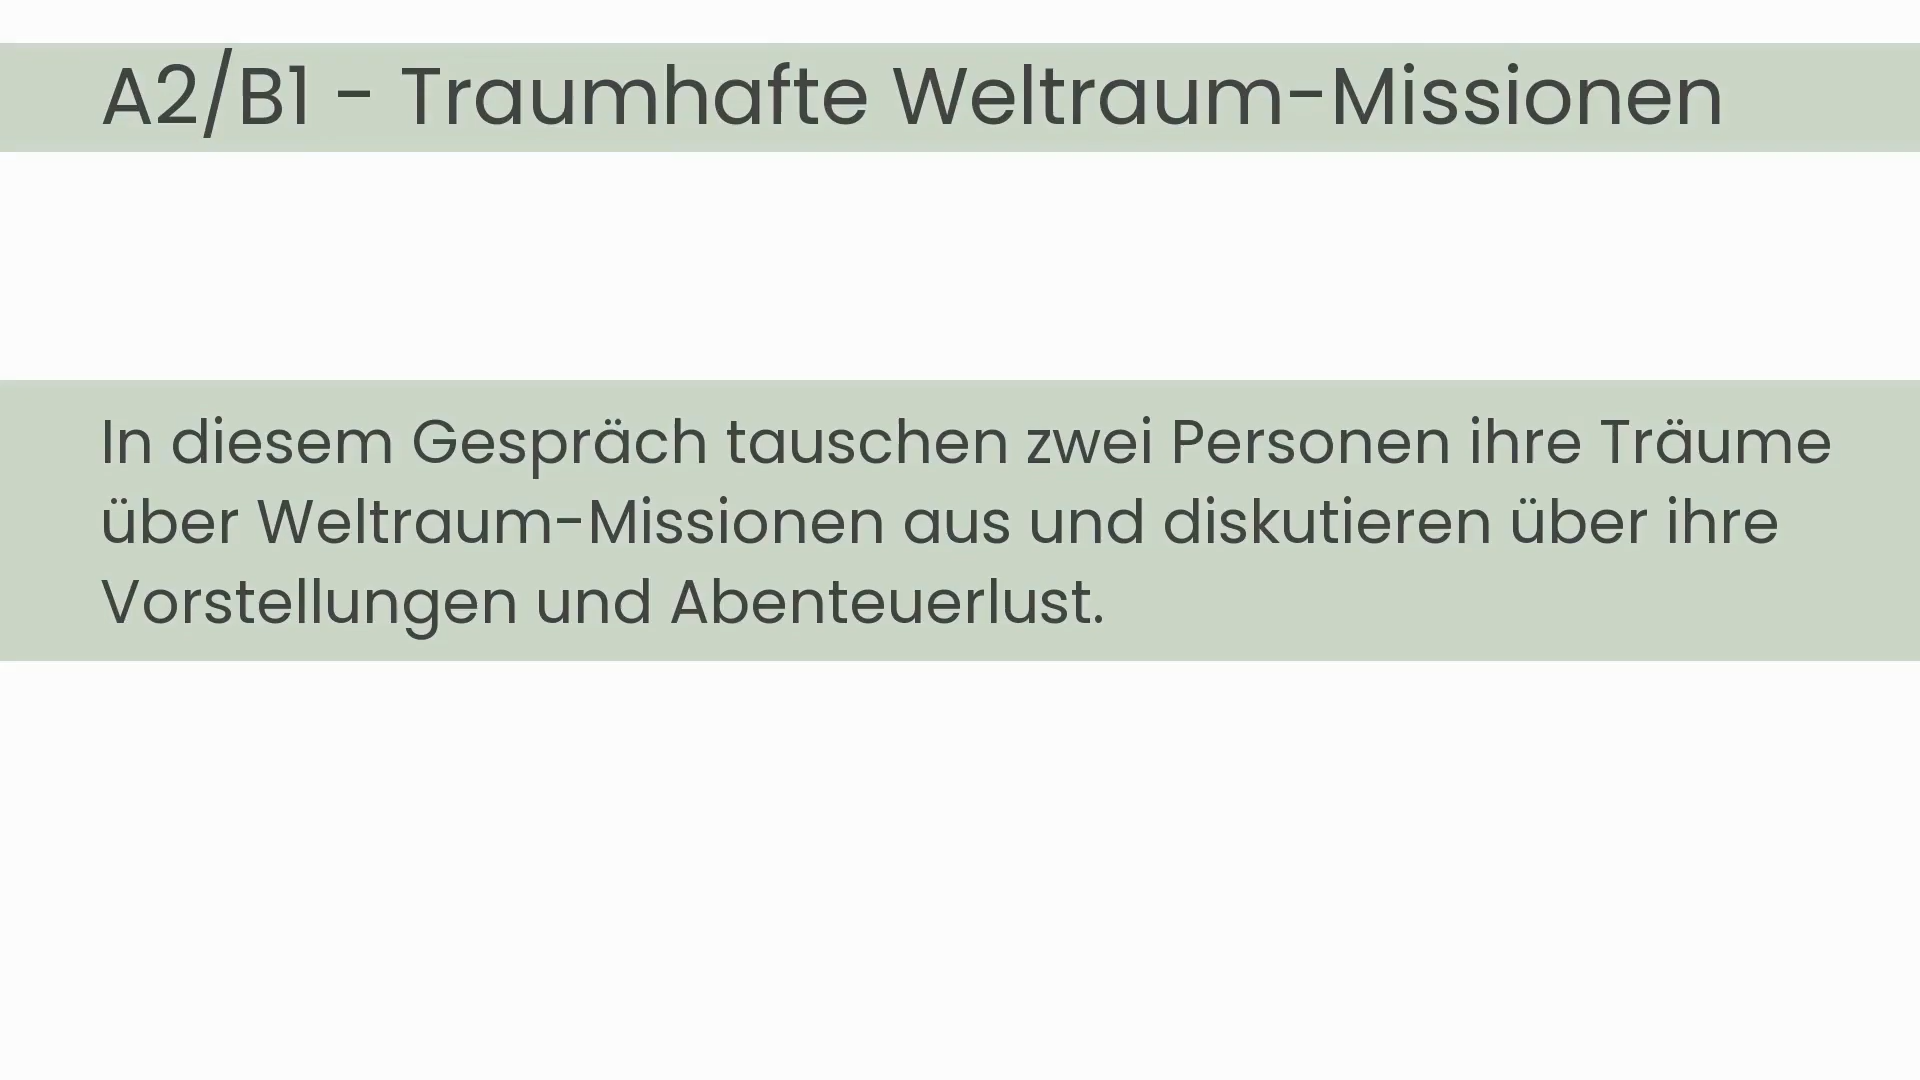 A2/B1 - Traumhafte Weltraum-Missionen
In diesem Gespräch tauschen zwei Personen ihre Träume
über Weltraum-Missionen aus und diskutieren über ihre
Vorstellungen und Abenteuerlust.